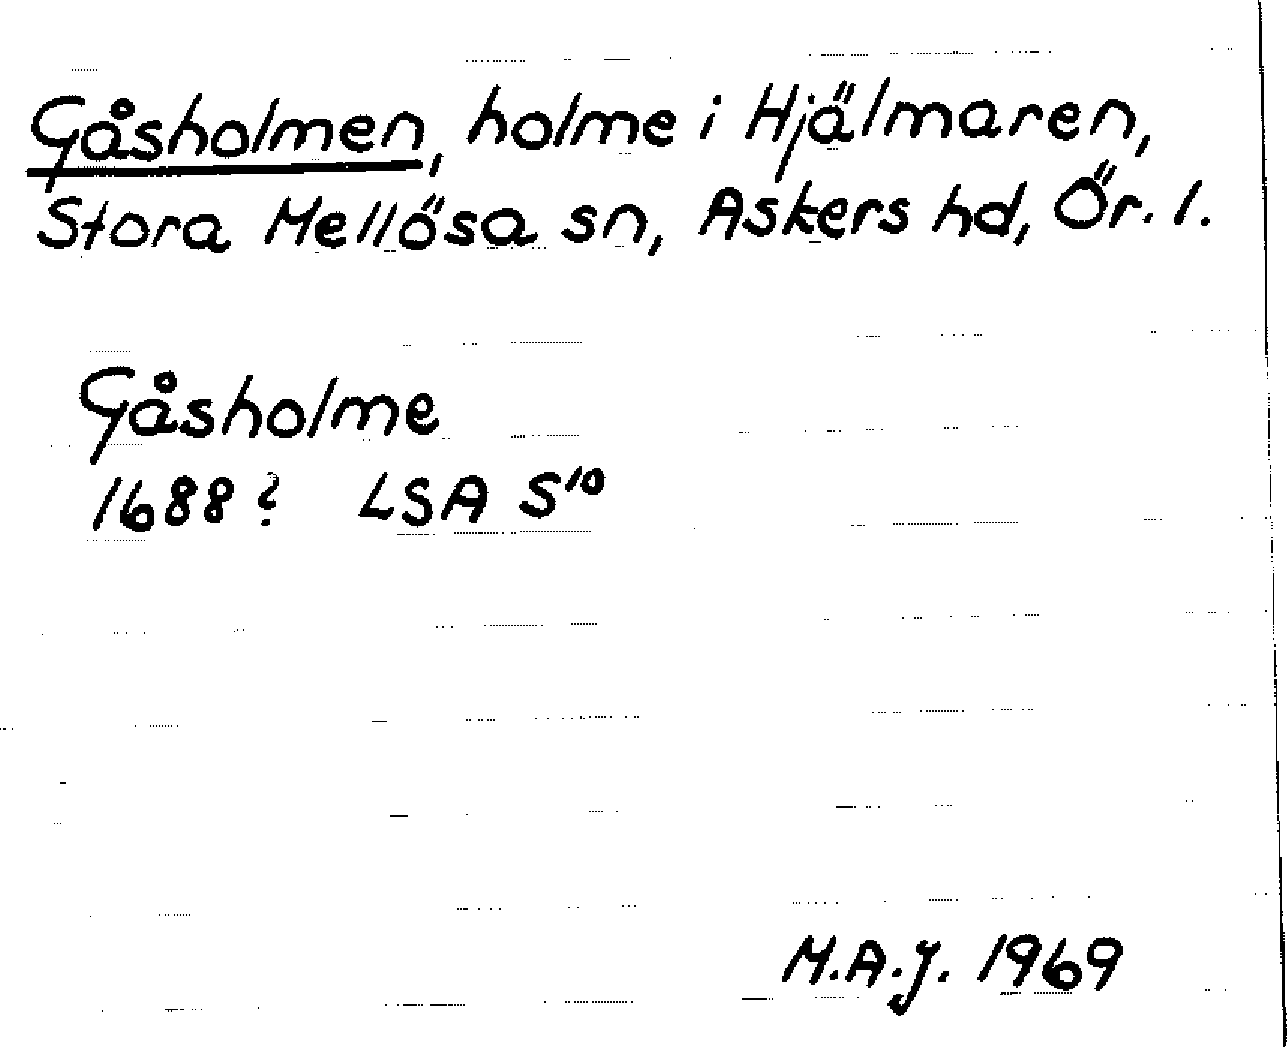 Gåsholmen, holme i Hjälmaren,
Stora Mellösa sn, Askers hd, Ör. l.
Gåsholme
1688? LSA S¹⁰
M.A.J. 1969